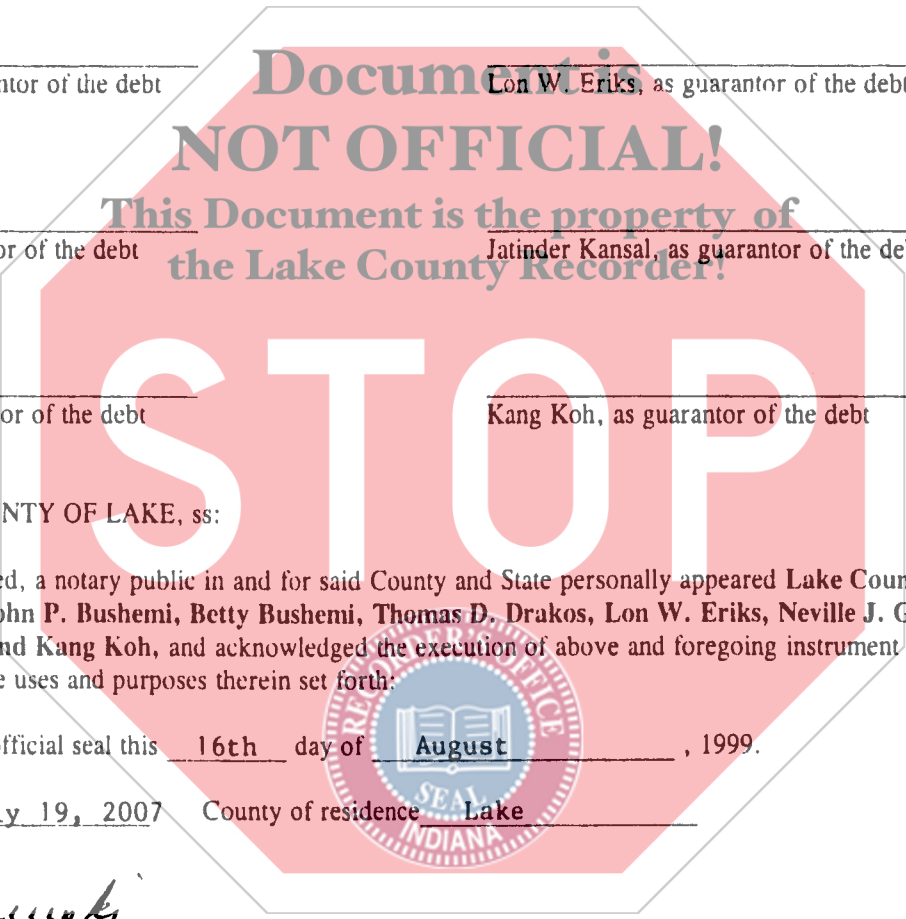 Document is
ntor of the debt Lon W. Eriks, as guarantor of the debt
NOT OFFICIAL!
This Document is the property of
or of the debt Jatinder Kansal, as guarantor of the de
the Lake County Recorder!
STOP
or of the debt Kang Koh, as guarantor of the debt
NTY OF LAKE, ss:
ed, a notary public in and for said County and State personally appeared Lake Coun
ohn P. Bushemi, Betty Bushemi, Thomas D. Drakos, Lon W. Eriks, Neville J. G
nd Kang Koh, and acknowledged the execution of above and foregoing instrument
e uses and purposes therein set forth:
RECORDER'S OFFICE
fficial seal this 16th day of August , 1999.
SEAL
y 19, 2007 County of residence Lake
INDIANA